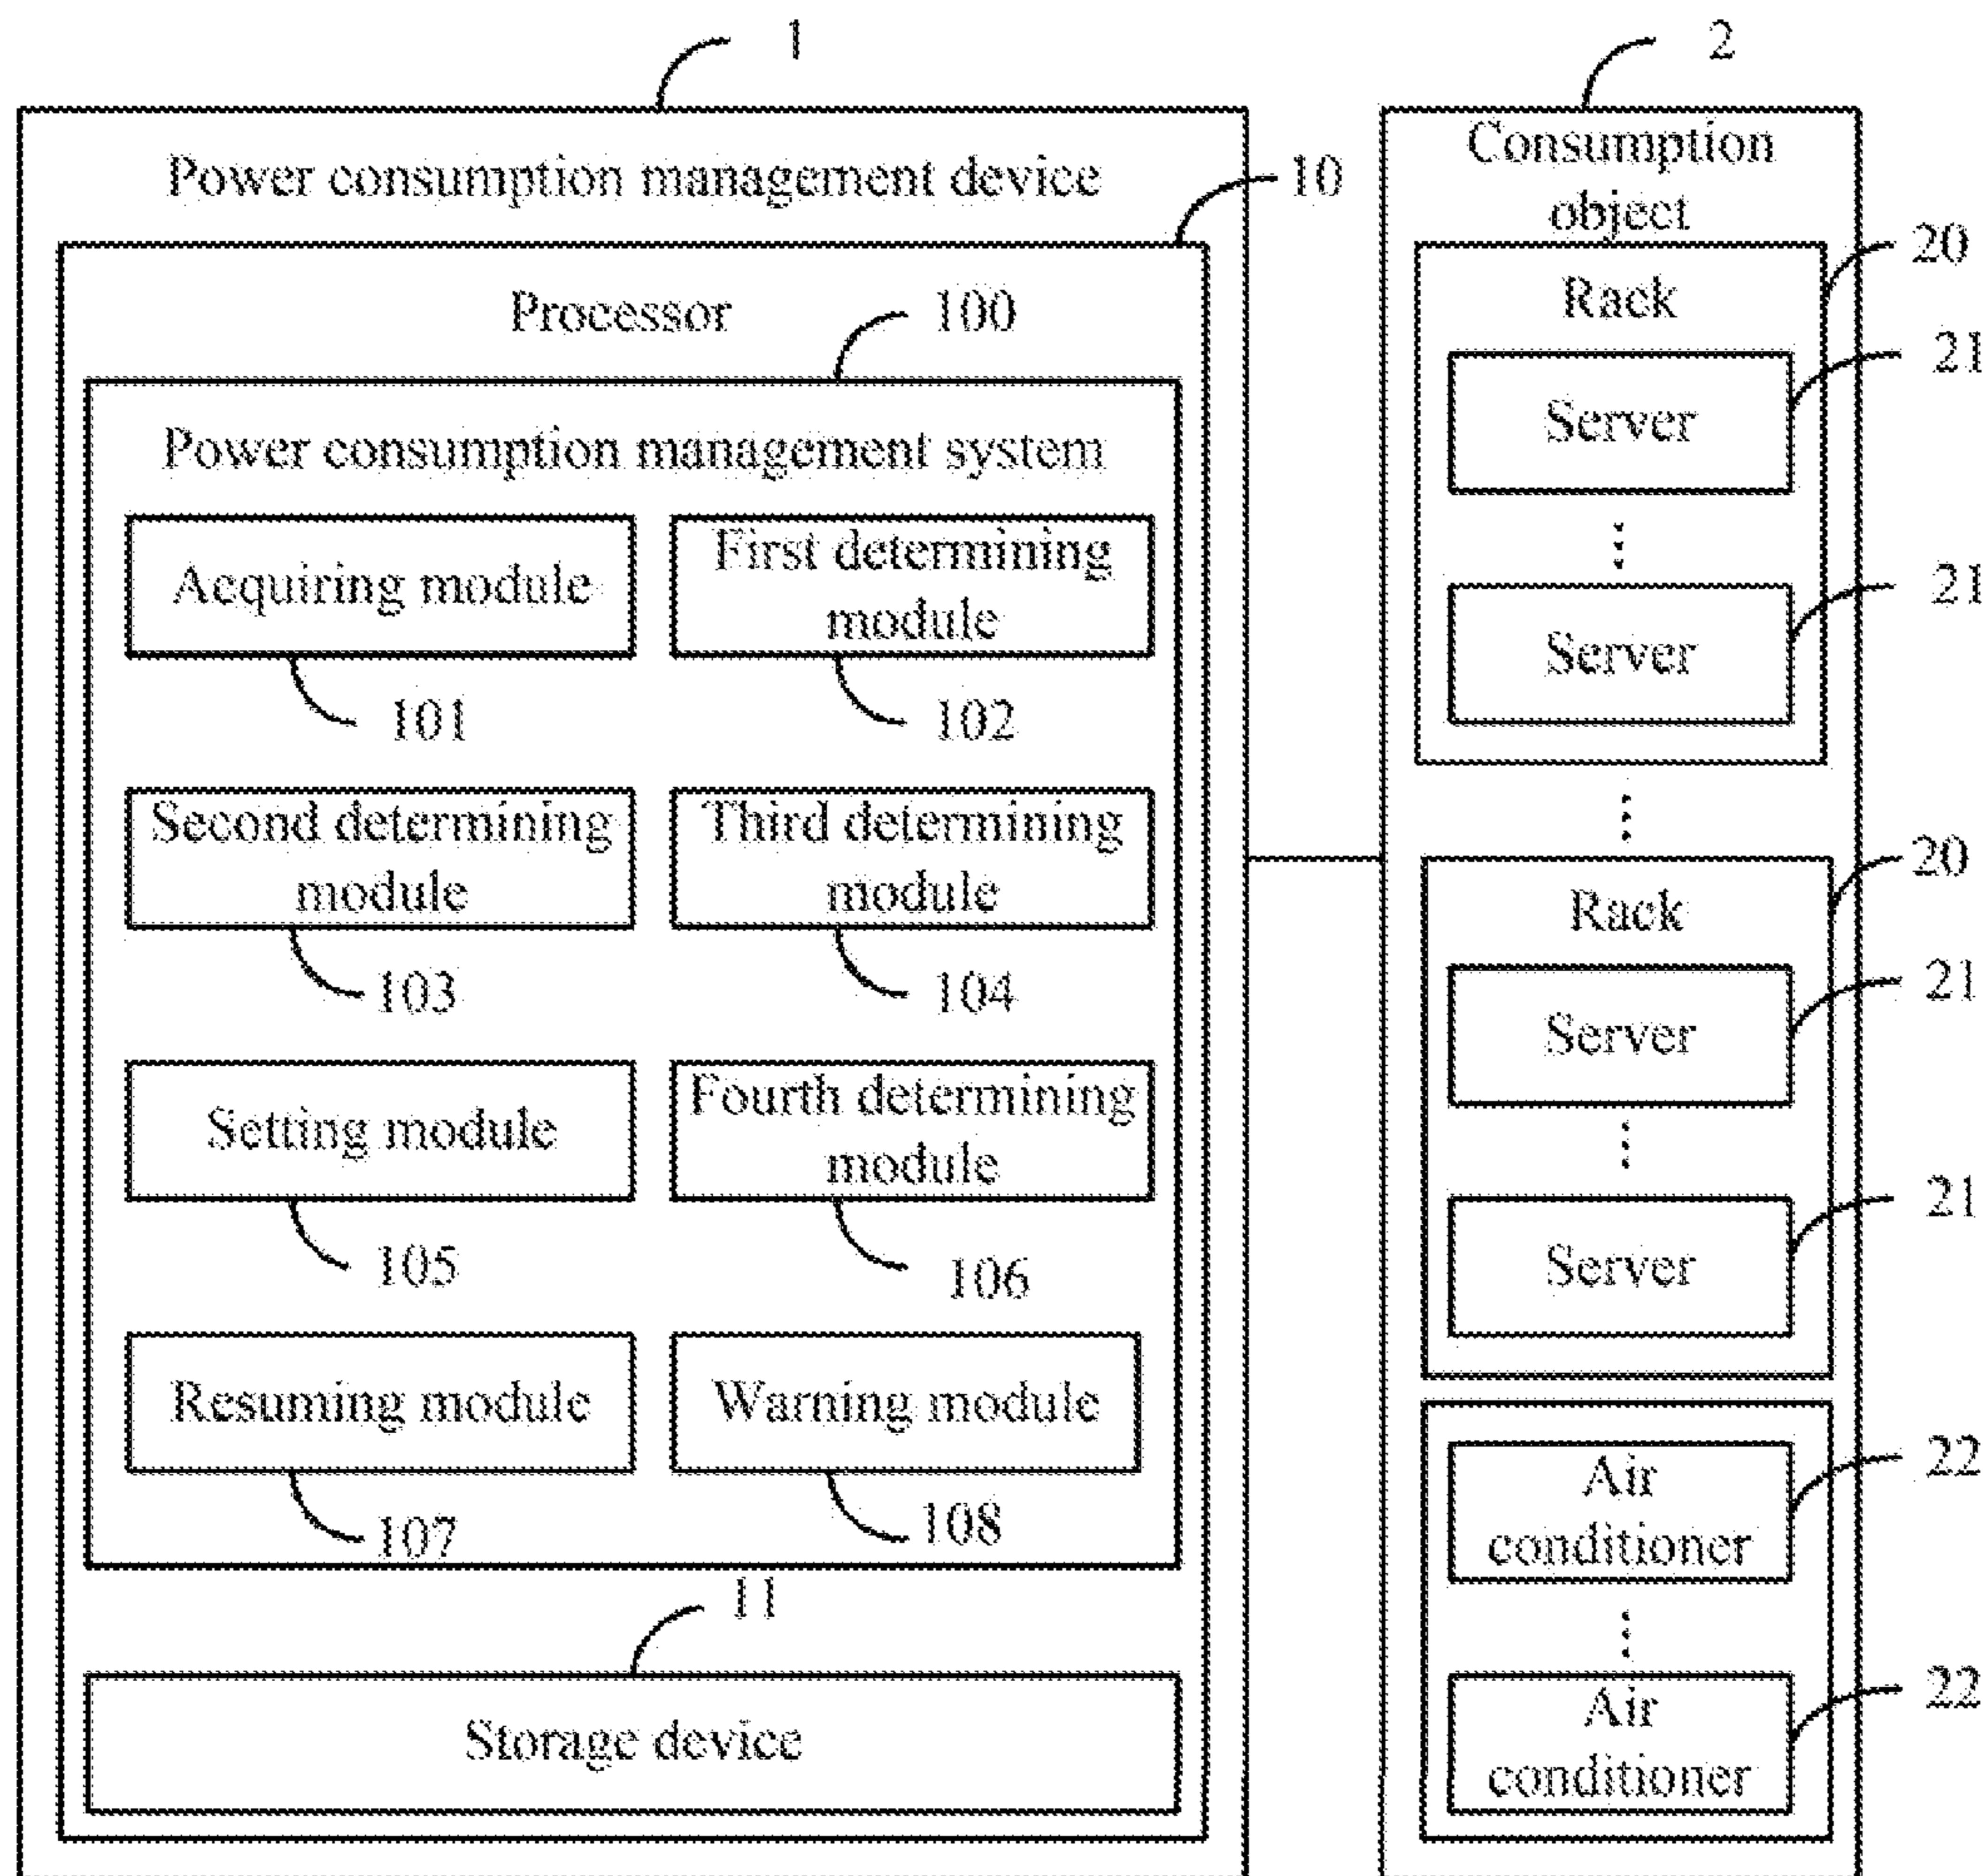 1
Power consumption management device
10
Processor
100
Power consumption management system
Acquiring module
101
First determining
module
102
Second determining
module
103
Third determining
module
104
Setting module
105
Fourth determining
module
106
Resuming module
107
Warning module
108
11
Storage device
2
Consumption
object
20
Rack
21
Server
21
Server
20
Rack
21
Server
21
Server
22
Air
conditioner
22
Air
conditioner